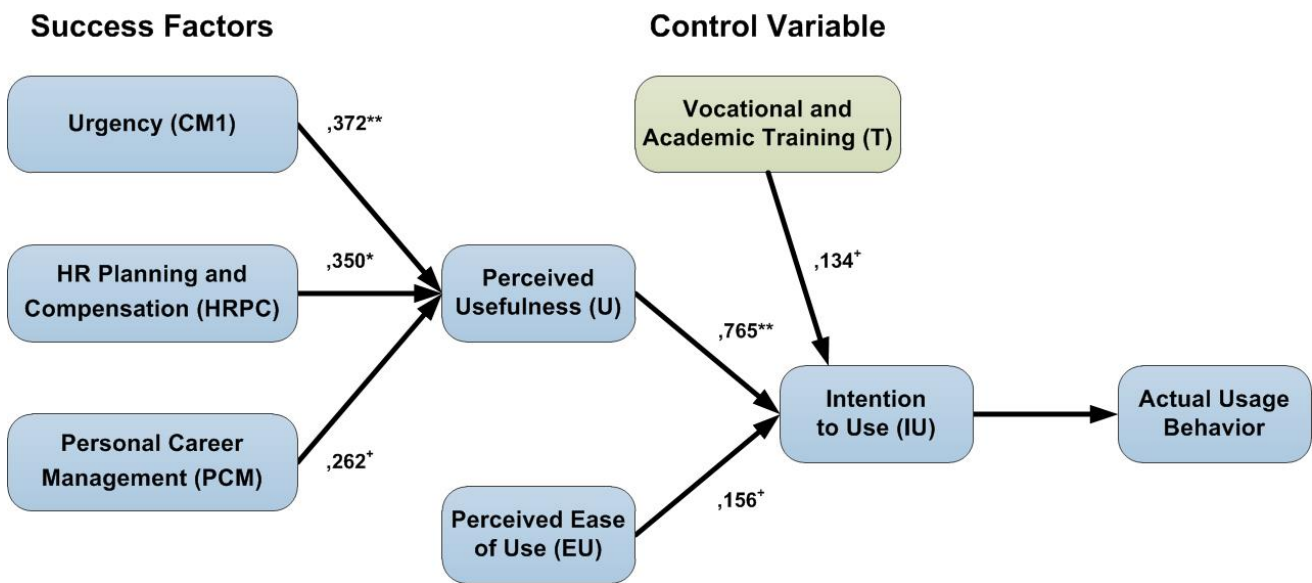 Success Factors
Control Variable
Urgency (CM1)
,372**
Vocational and
Academic Training (T)
HR Planning and
Compensation (HRPC)
,350*
Perceived
Usefulness (U)
,134+
,765**
Personal Career
Management (PCM)
,262+
Intention
to Use (IU)
Actual Usage
Behavior
Perceived Ease
of Use (EU)
,156+